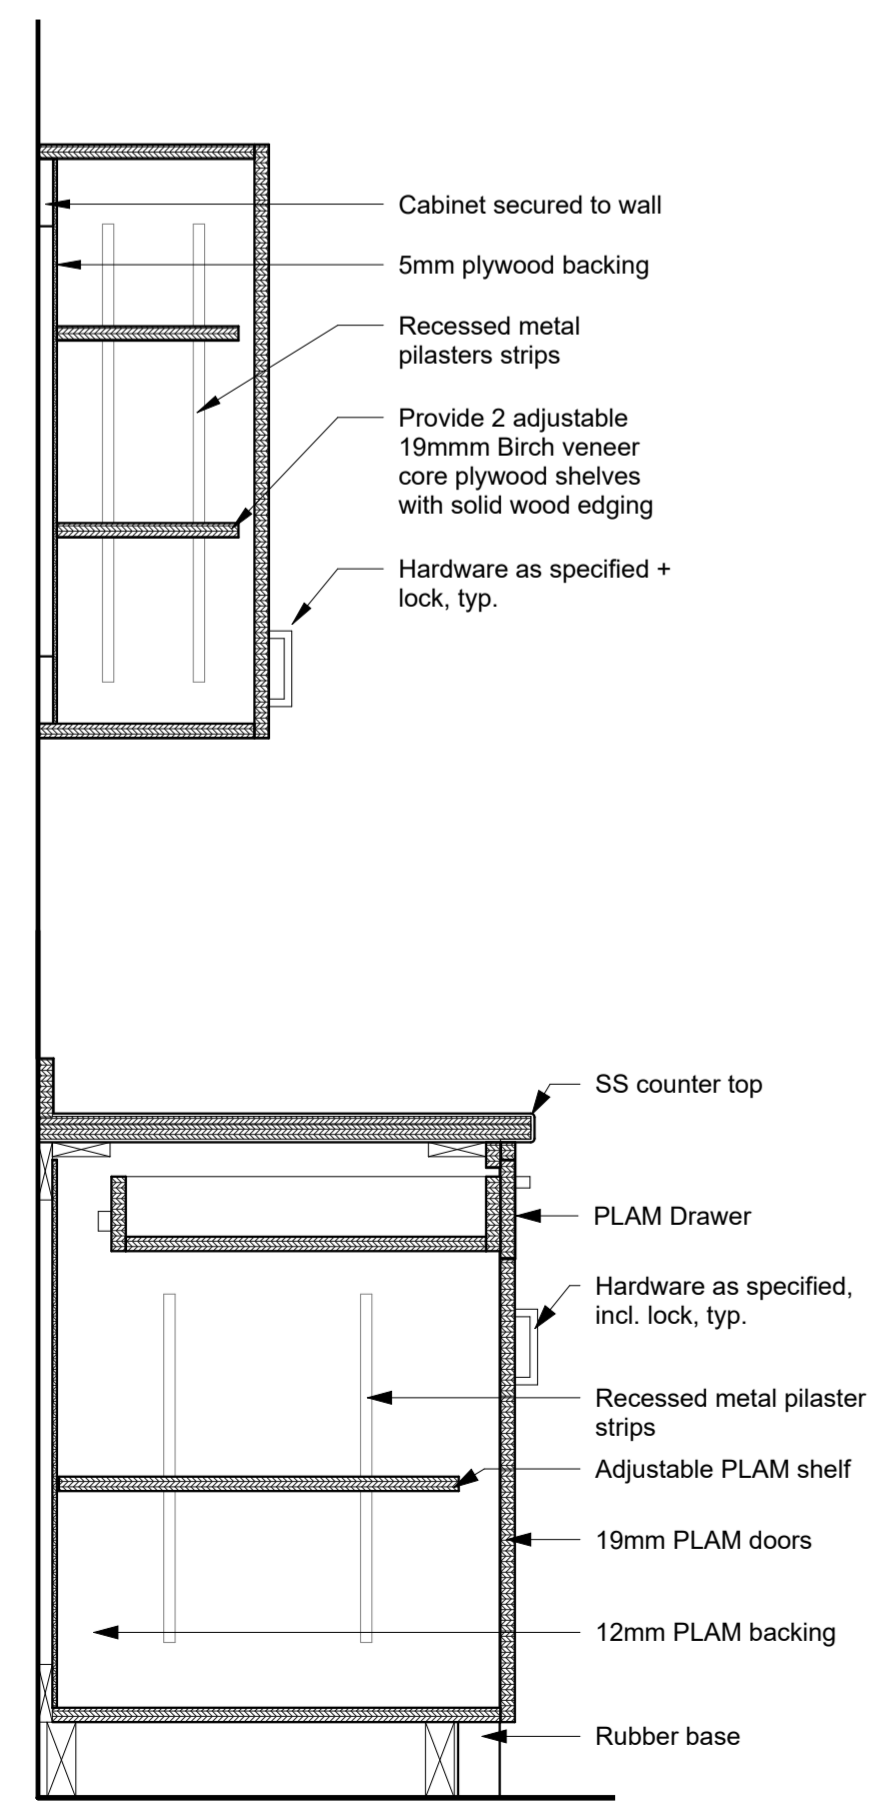 Cabinet secured to wall
5mm plywood backing
Recessed metal
pilasters strips
Provide 2 adjustable
19mmm Birch veneer
core plywood shelves
with solid wood edging
Hardware as specified +
lock, typ.
SS counter top
PLAM Drawer
Hardware as specified,
incl. lock, typ.
Recessed metal pilaster
strips
Adjustable PLAM shelf
19mm PLAM doors
12mm PLAM backing
Rubber base